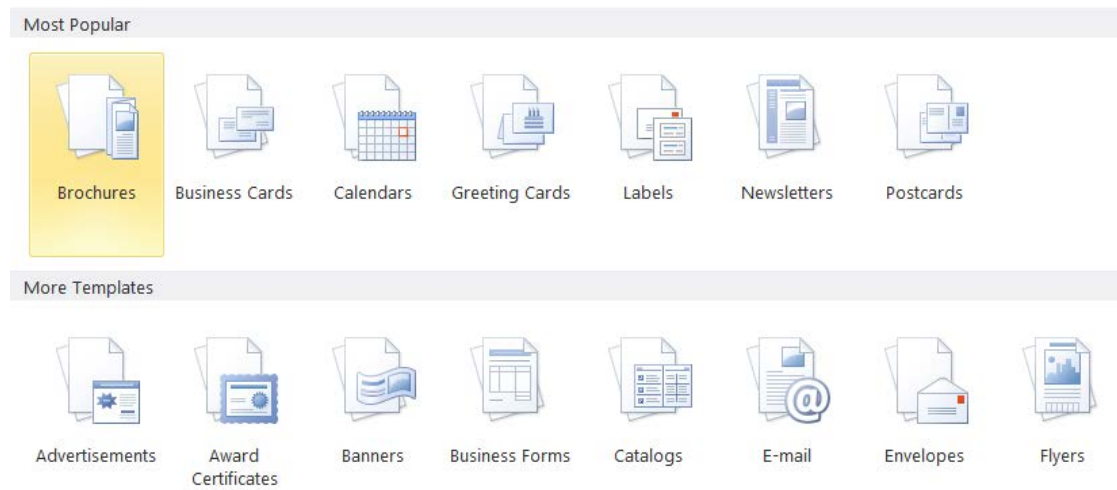 Most Popular
Brochures
Business Cards
Calendars
Greeting Cards
Labels
Newsletters
Postcards
More Templates
Advertisements
Award
Certificates
Banners
Business Forms
Catalogs
E-mail
Envelopes
Flyers